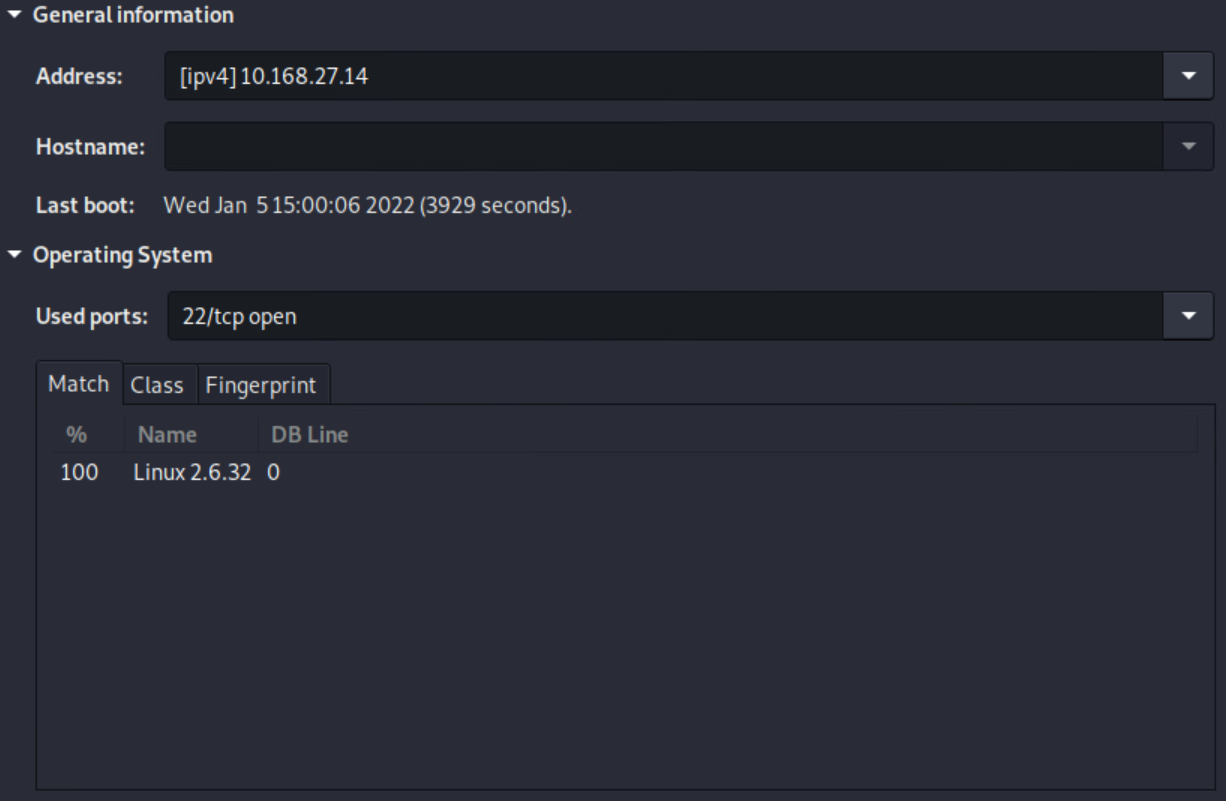 General information
Address: [ipv4] 10.168.27.14
Hostname:
Last boot: Wed Jan 5 15:00:06 2022 (3929 seconds).
Operating System
Used ports: 22/tcp open
Match Class Fingerprint
% Name DB Line
100 Linux 2.6.32 0